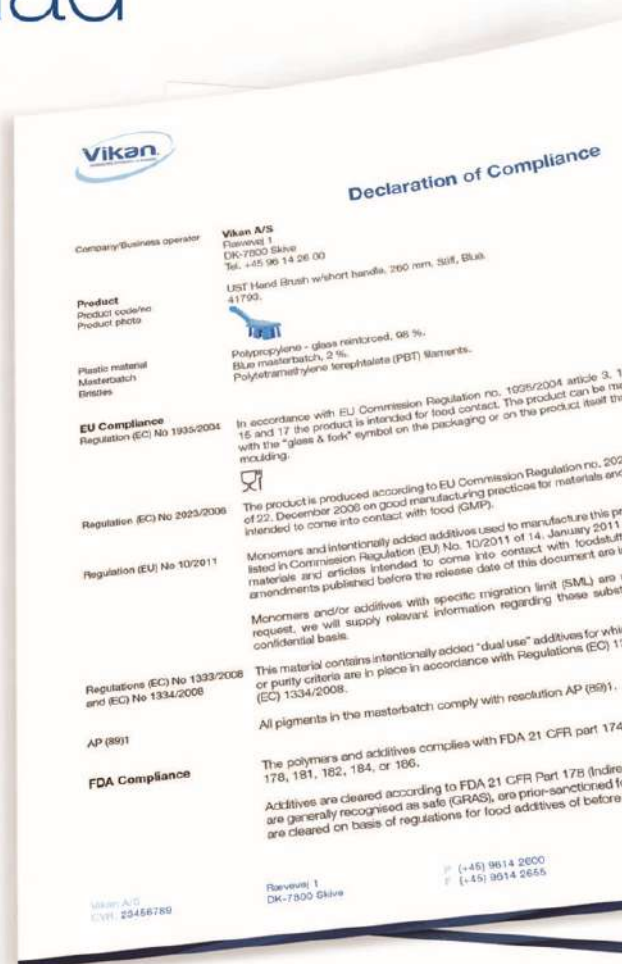 Vikan
Declaration of Compliance
Company/Business operator
Vikan A/S
Rævevej 1
DK-7800 Skive
Tel. +45 96 14 26 00
Product
Product code/no
Product photo
UST Hand Brush w/short handle, 260 mm, Stiff, Blue.
41793.
Plastic material
Masterbatch
Bristles
Polypropylene - glass reinforced, 98 %.
Blue masterbatch, 2 %.
Polytetramethylene terephtalate (PBT) filaments.
EU Compliance
Regulation (EC) No 1935/2004
In accordance with EU Commission Regulation no. 1935/2004 article 3, 1
15 and 17 the product is intended for food contact. The product can be
with the "glass & fork" symbol on the packaging or on the product itself
moulding.
Regulation (EC) No 2023/2006
The product is produced according to EU Commission Regulation no. 202
of 22. December 2006 on good manufacturing practices for materials and
intended to come into contact with food (GMP).
Regulation (EU) No 10/2011
Monomers and intentionally added additives used to manufacture this
listed in Commission Regulation (EU) No. 10/2011 of 14. January 2011
materials and articles intended to come into contact with
amendments published before the release date of this document are
Monomers and/or additives with specific migration limit (SML) are
request, we will supply relevant information regarding these
confidential basis.
Regulations (EC) No 1333/2008
and (EC) No 1334/2008
This material contains intentionally added "dual use" additives for
or purity criteria are in place in accordance with Regulations (EC)
(EC) 1334/2008.
AP (89)1
All pigments in the masterbatch comply with resolution AP (89)1.
FDA Compliance
The polymers and additives complies with FDA 21 CFR part 174
178, 181, 182, 184, or 186.
Additives are cleared according to FDA 21 CFR Part 178
are generally recognised as safe (GRAS), are prior-sanctioned
are cleared on basis of regulations for food additives of before
Vikan A/S
CVR. 25456789
Rævevej 1
DK-7800 Skive
P (+45) 9614 2600
F (+45) 9614 2655